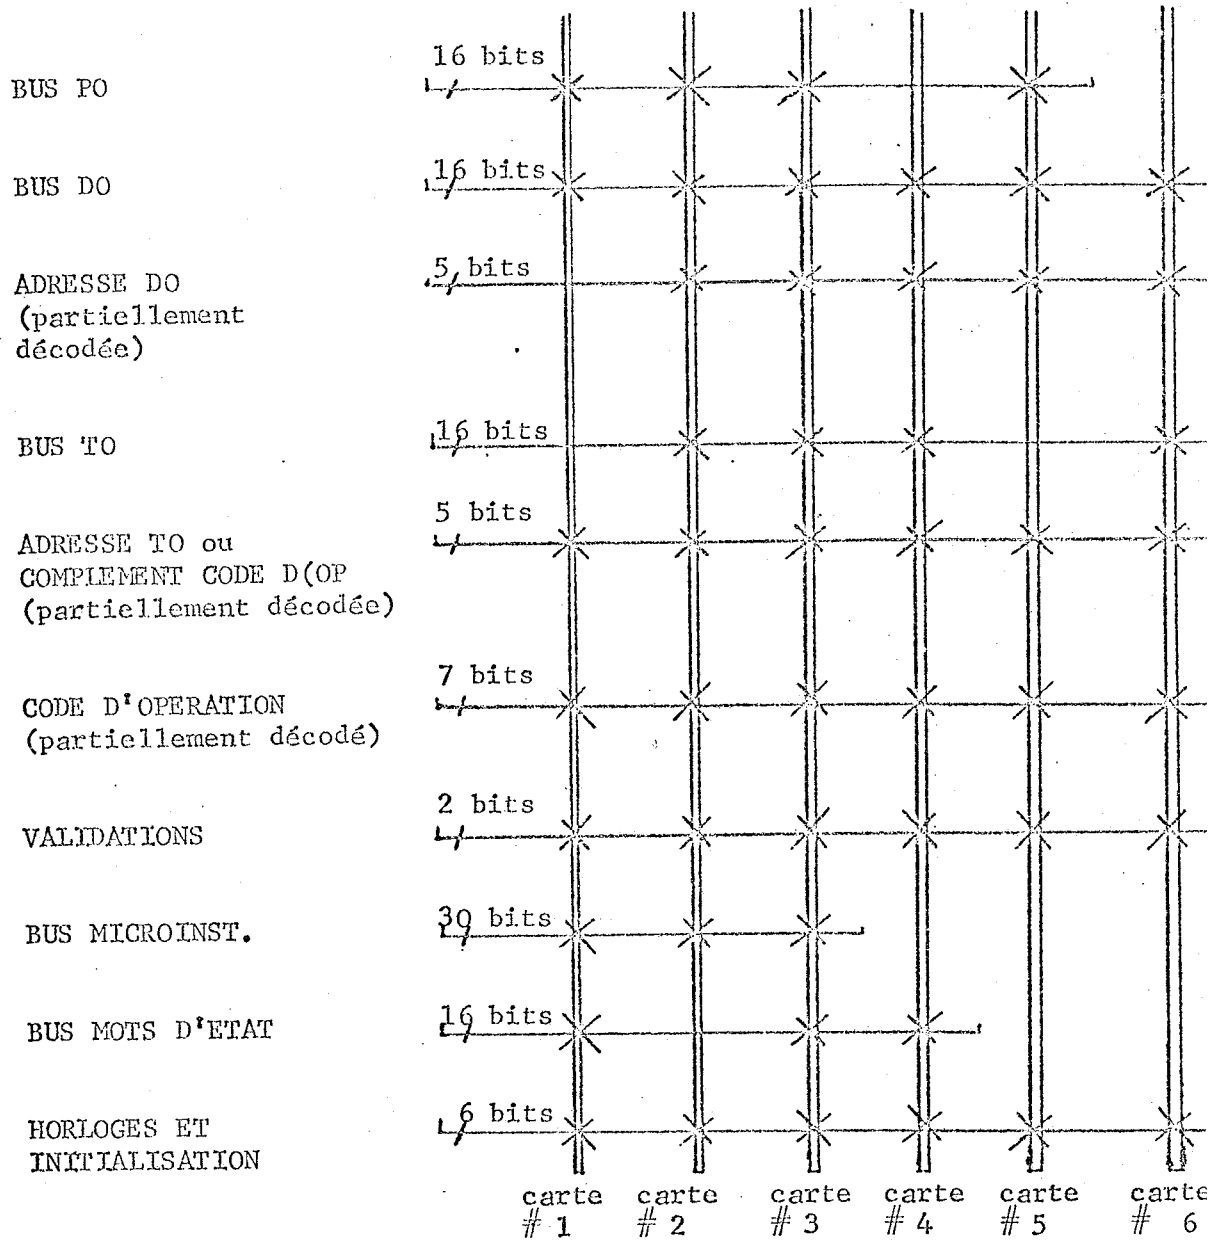 16 bits
BUS PO
16 bits
BUS DO
5 bits
ADRESSE DO
(partiellement
décodée)
16 bits
BUS TO
5 bits
ADRESSE TO ou
COMPLEMENT CODE D(OP
(partiellement décodée)
7 bits
CODE D'OPERATION
(partiellement décodé)
2 bits
VALIDATIONS
30 bits
BUS MICROINST.
16 bits
BUS MOTS D'ETAT
6 bits
HORLOGES ET
INITIALISATION
carte carte carte carte carte carte
# 1 # 2 # 3 # 4 # 5 # 6